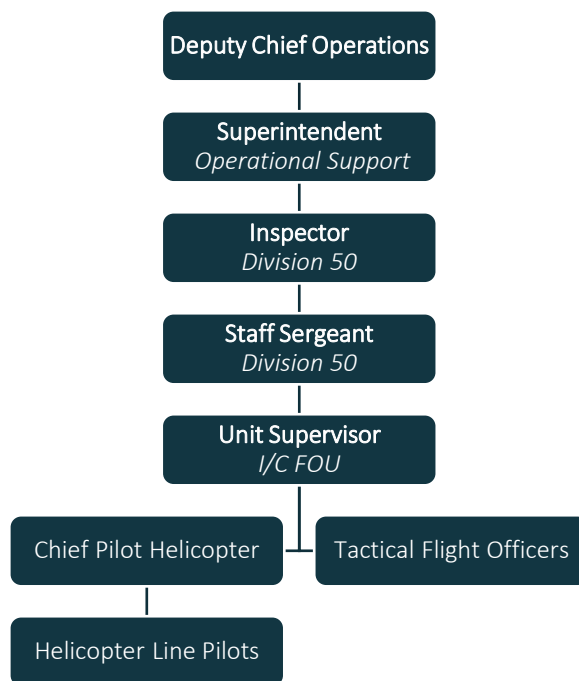 Deputy Chief Operations
Superintendent
Operational Support
Inspector
Division 50
Staff Sergeant
Division 50
Unit Supervisor
I/C FOU
Chief Pilot Helicopter
Tactical Flight Officers
Helicopter Line Pilots